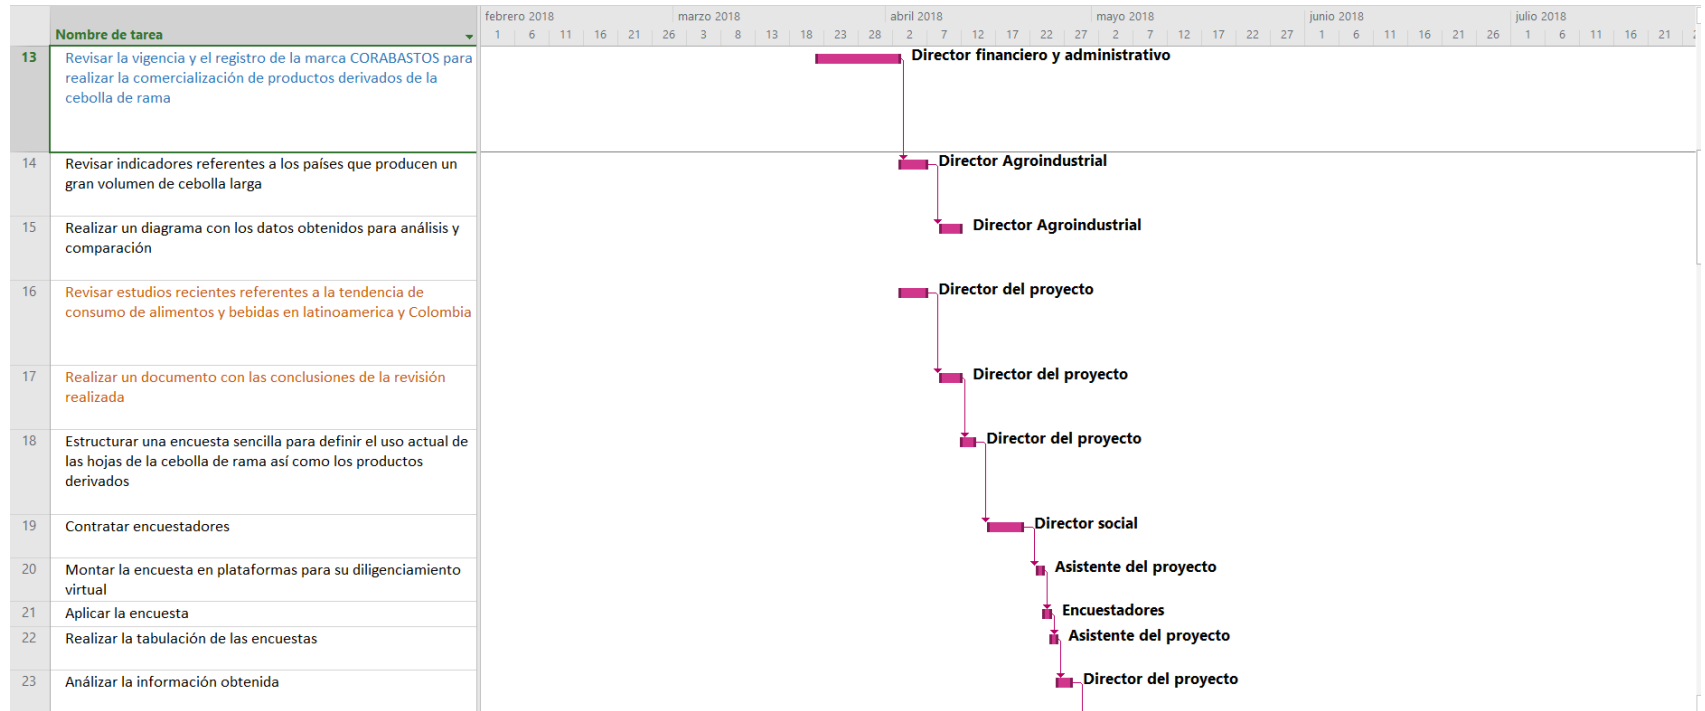 febrero 2018 marzo 2018 abril 2018 mayo 2018 junio 2018 julio 2018
Nombre de tarea 1 6 11 16 21 26 3 8 13 18 23 28 2 7 12 17 22 27 2 7 12 17 22 27 1 6 11 16 21 26 1 6 11 16 21
13 Revisar la vigencia y el registro de la marca CORABASTOS para Director financiero y administrativo
realizar la comercialización de productos derivados de la
cebolla de rama
14 Revisar indicadores referentes a los países que producen un Director Agroindustrial
gran volumen de cebolla larga
15 Realizar un diagrama con los datos obtenidos para análisis y Director Agroindustrial
comparación
16 Revisar estudios recientes referentes a la tendencia de Director del proyecto
consumo de alimentos y bebidas en latinoamerica y Colombia
17 Realizar un documento con las conclusiones de la revisión Director del proyecto
realizada
18 Estructurar una encuesta sencilla para definir el uso actual de Director del proyecto
las hojas de la cebolla de rama así como los productos
derivados
19 Contratar encuestadores Director social
20 Montar la encuesta en plataformas para su diligenciamiento Asistente del proyecto
virtual
21 Aplicar la encuesta Encuestadores
22 Realizar la tabulación de las encuestas Asistente del proyecto
23 Análizar la información obtenida Director del proyecto